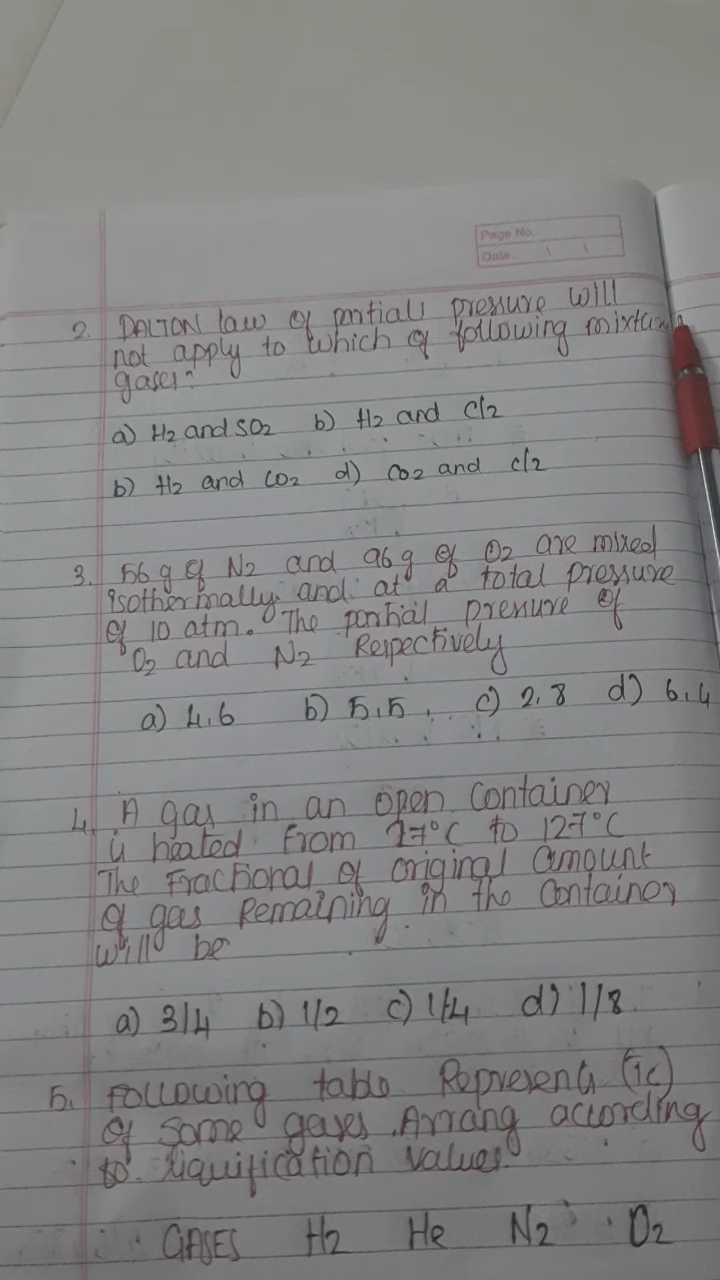 Page No.
Date
2. DALTON law of partial pressure will
not apply to which of following mixture
gases?
a) H2 and SO2 b) H2 and Cl2
b) H2 and CO2 d) CO2 and Cl2
3. 56 g of N2 and 96 g of O2 are mixed
isothermally and at a total pressure
of 10 atm. The partial pressure of
O2 and N2 Respectively
a) 4,6 b) 5,5 c) 2,8 d) 6,4
4. A gas in an open container
is heated from 27°C to 127°C
The Fractional of original amount
of gas Remaining in the container
will be
a) 3/4 b) 1/2 c) 1/4 d) 1/8
5. Following table Represents (Tc)
of some gases. Arrang according
to liquification values
GASES H2 He N2 O2